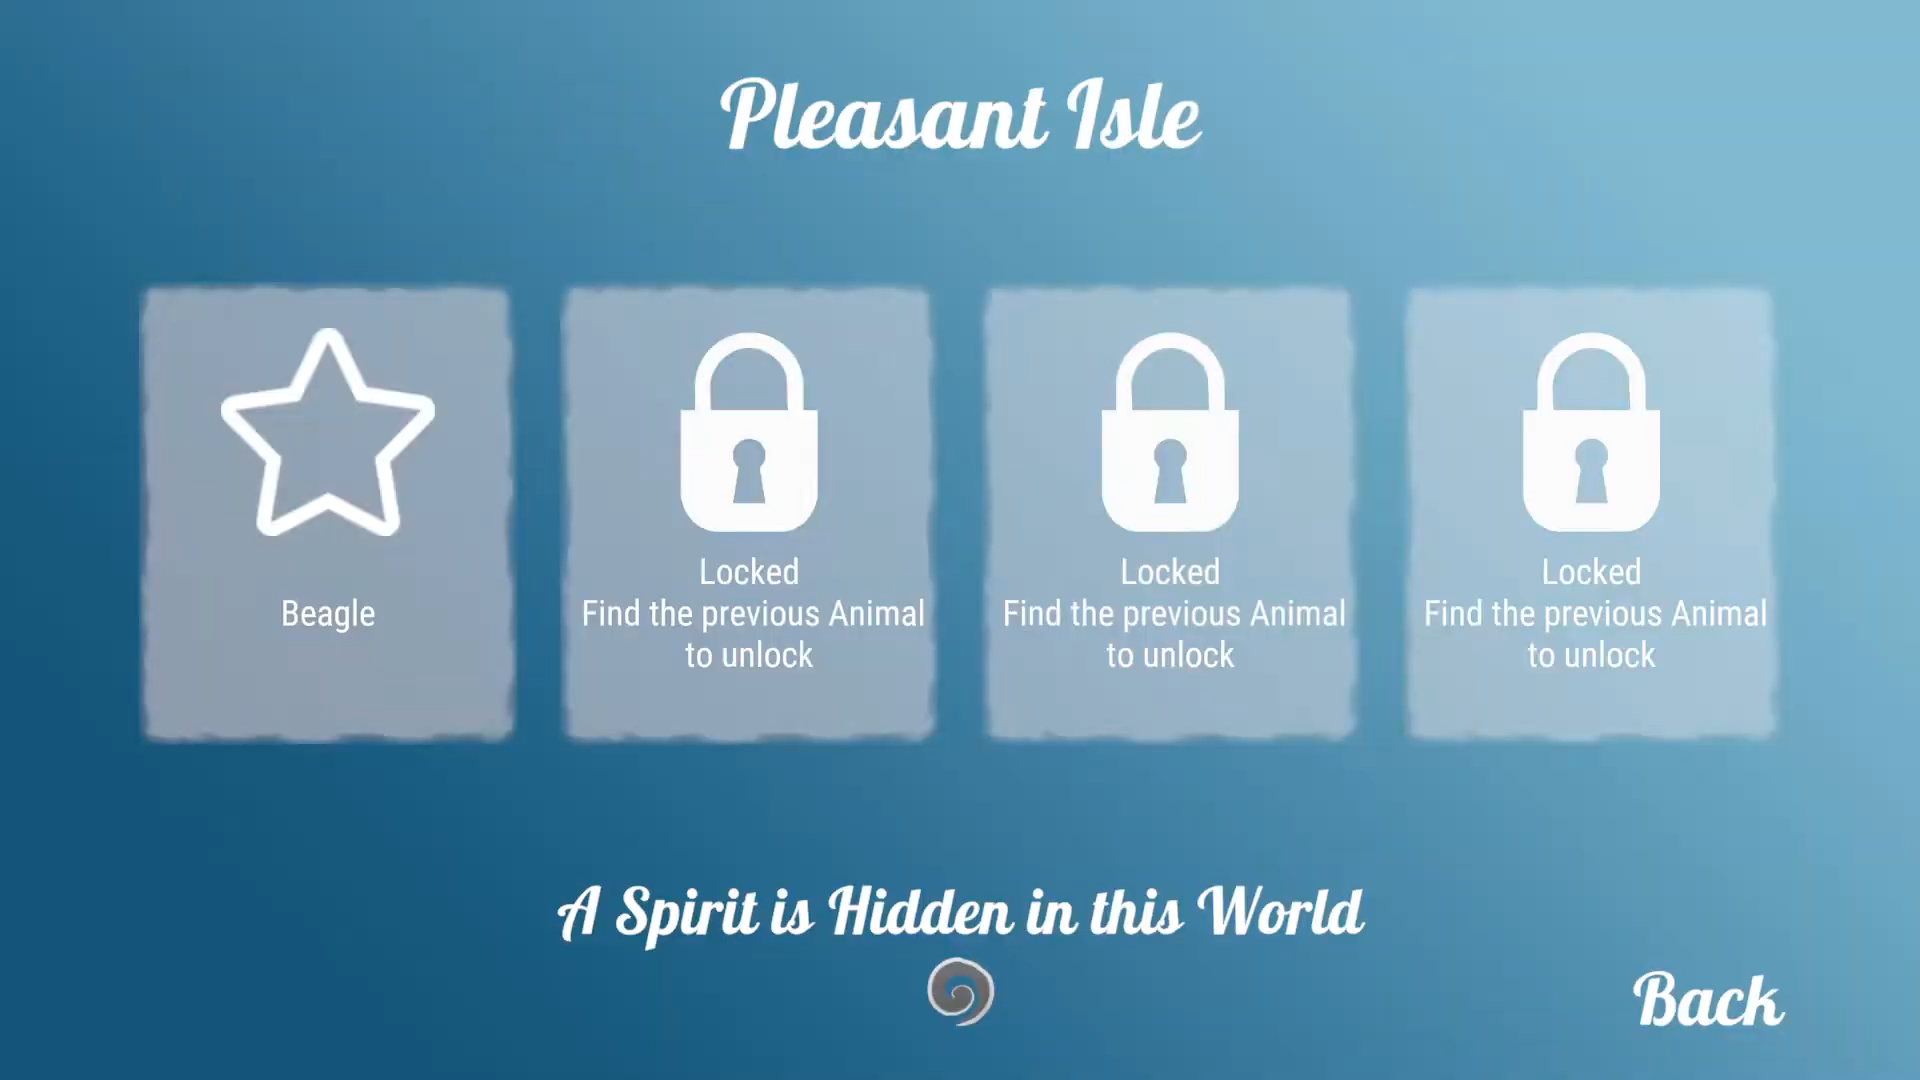 Pleasant Isle
Beagle
Locked
Find the previous Animal
to unlock
Locked
Find the previous Animal
to unlock
Locked
Find the previous Animal
to unlock
A Spirit is Hidden in this World
Back